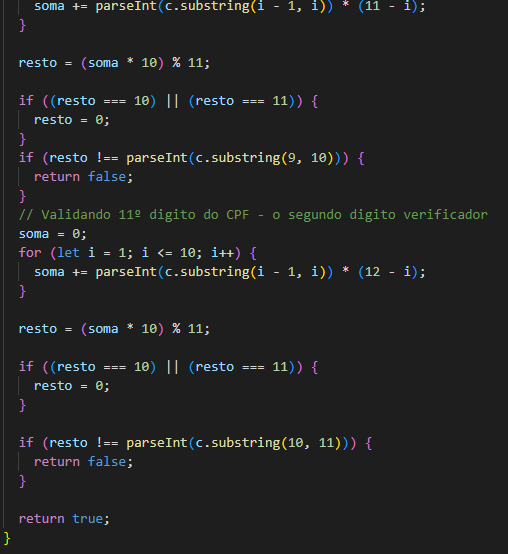 soma += parseInt(c.substring(i - 1, i)) * (11 - i);
}
resto = (soma * 10) % 11;
if ((resto === 10) || (resto === 11)) {
resto = 0;
}
if (resto !== parseInt(c.substring(9, 10))) {
return false;
}
// Validando 11º digito do CPF - o segundo digito verificador
soma = 0;
for (let i = 1; i <= 10; i++) {
soma += parseInt(c.substring(i - 1, i)) * (12 - i);
}
resto = (soma * 10) % 11;
if ((resto === 10) || (resto === 11)) {
resto = 0;
}
if (resto !== parseInt(c.substring(10, 11))) {
return false;
}
return true;
}